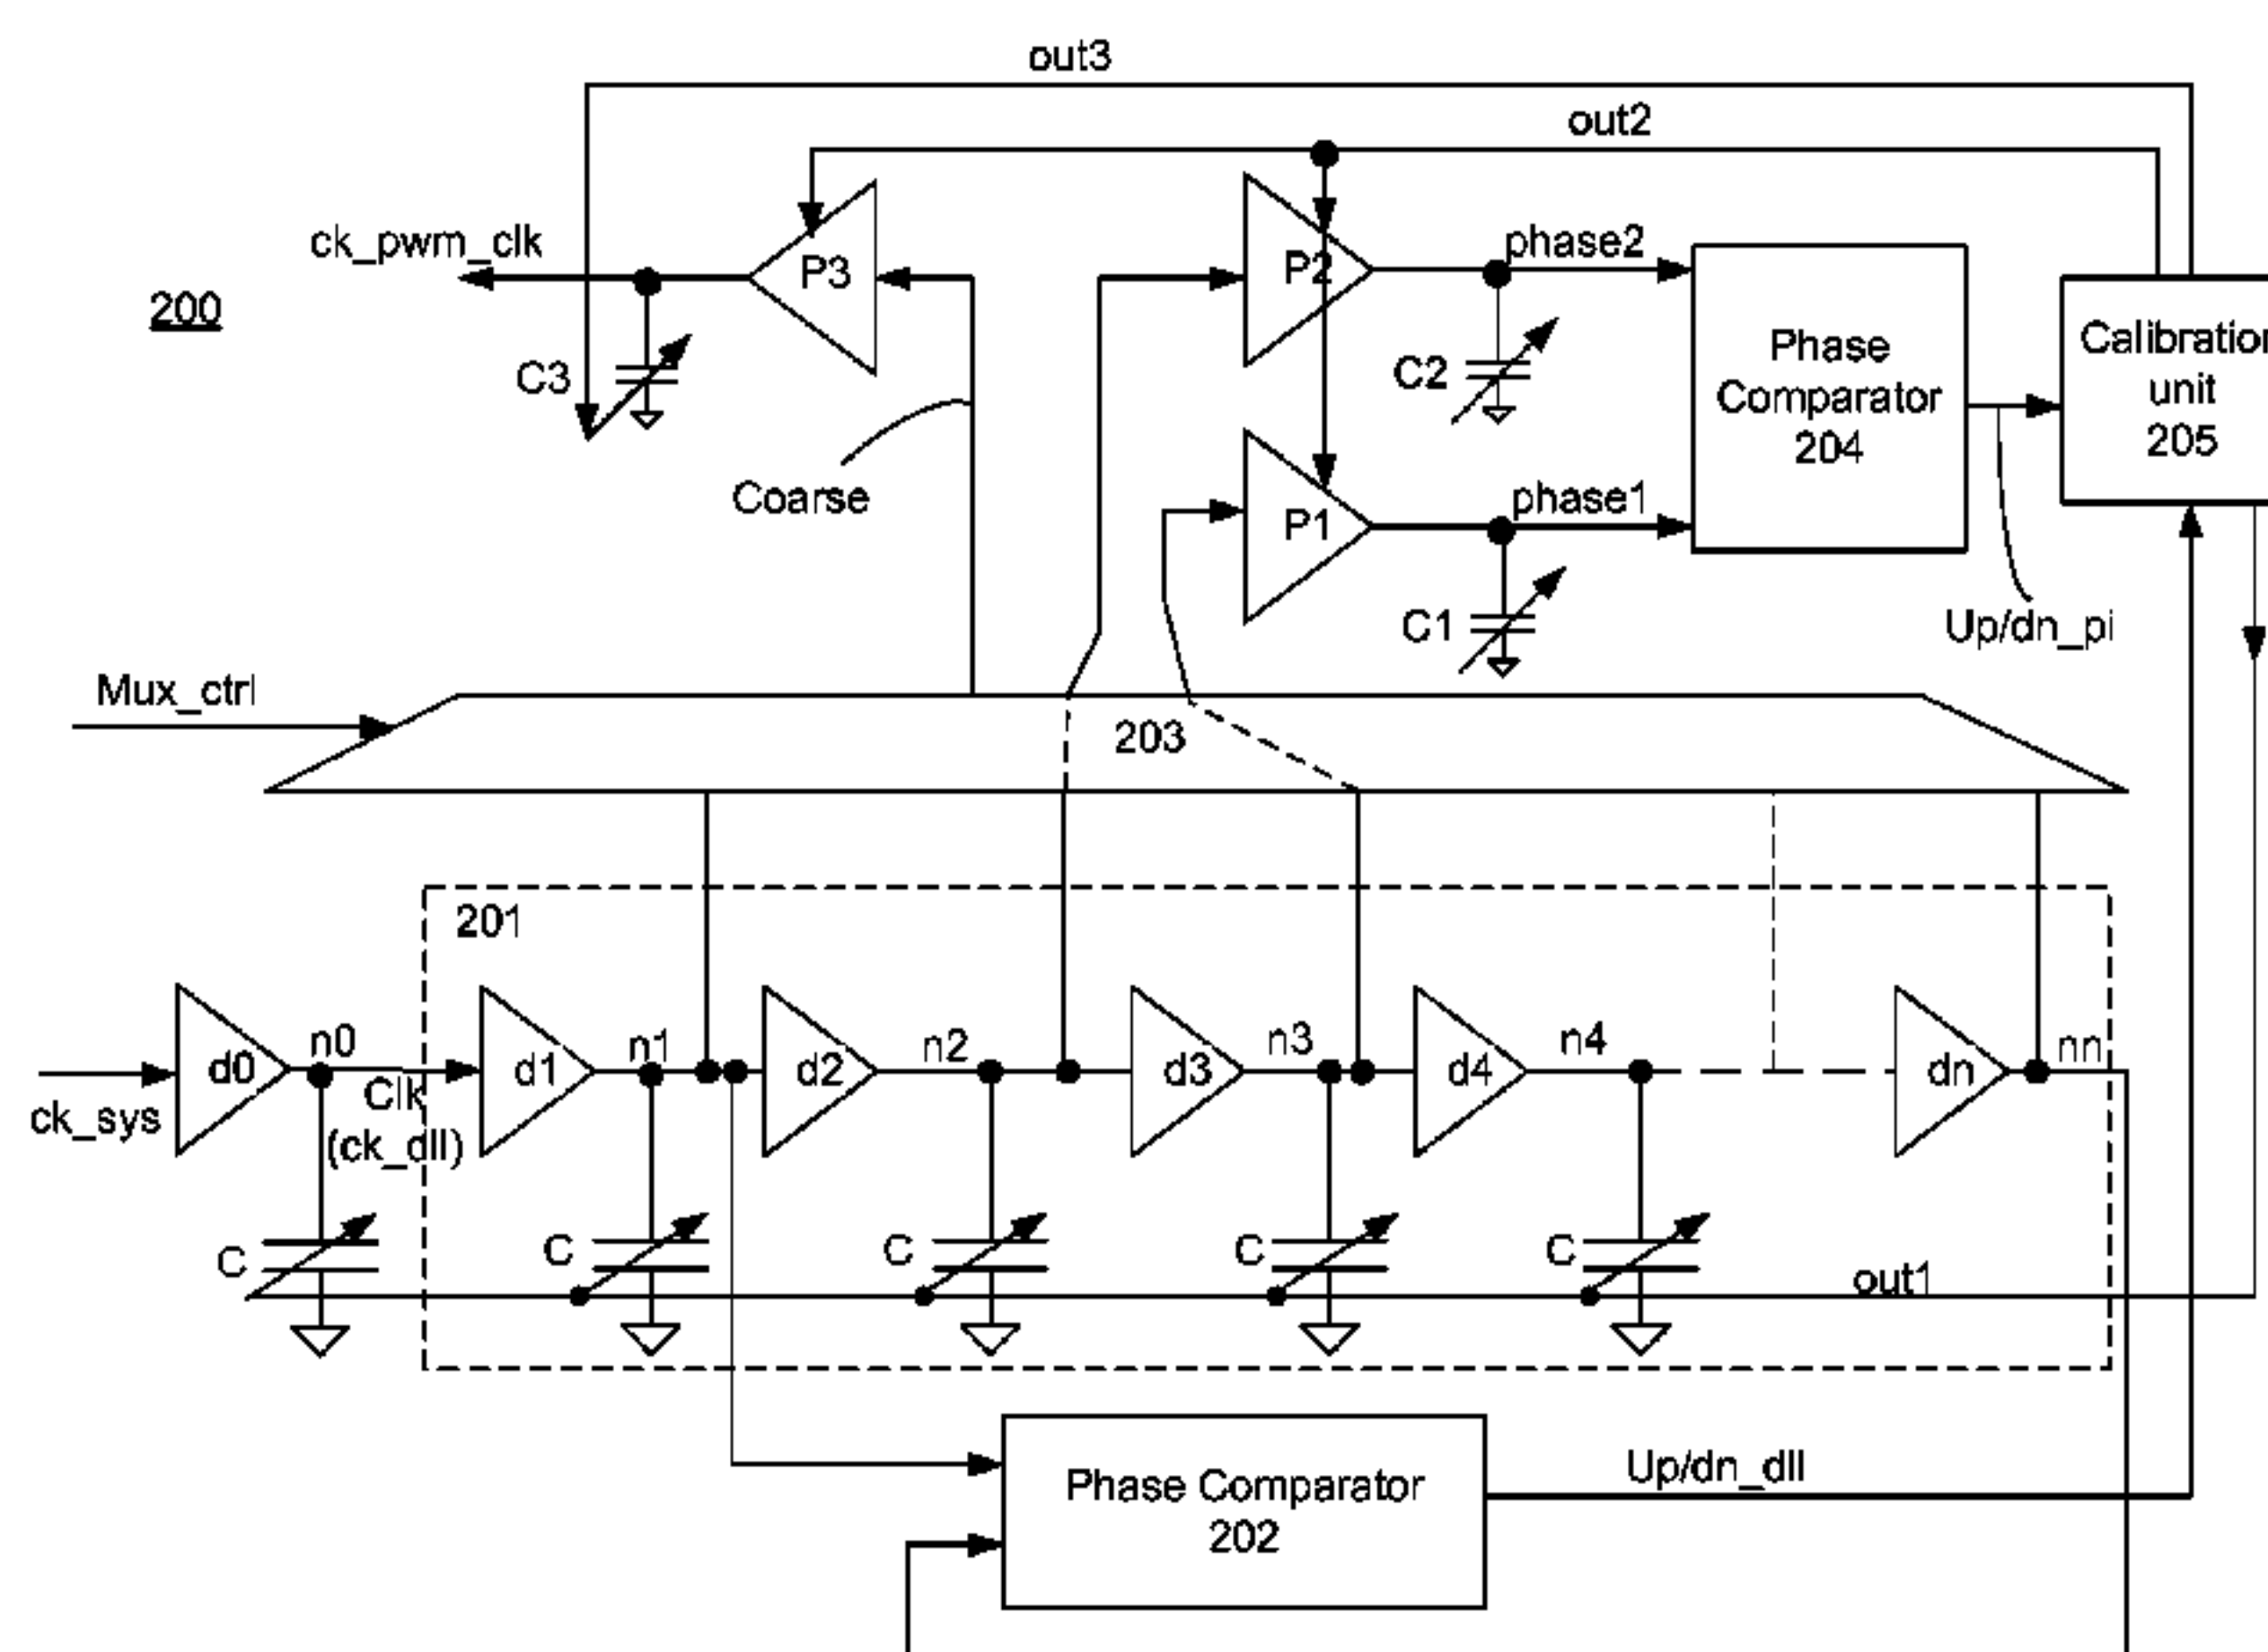 out3
out2
ck_pwm_clk
P3
P2
phase2
200
C3
C2
Phase
Comparator
204
Calibration
unit
205
Coarse
P1
phase1
C1
Up/dn_pi
Mux_ctrl
203
201
d0
n0
d1
n1
d2
n2
d3
n3
d4
n4
dn
nn
ck_sys
Clk
(ck_dll)
C
C
C
C
C
out1
Phase Comparator
202
Up/dn_dll